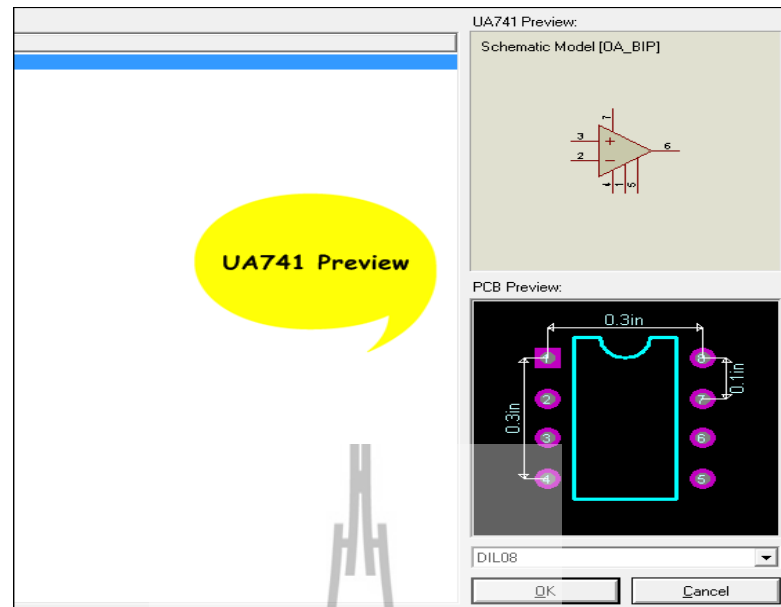 UA741 Preview:
Schematic Model [OA_BIP]
7
3
+
6
2
−
4 1 5
UA741 Preview
PCB Preview:
0.3in
1 8
0.1in
2 7
0.3in
3 6
4 5
DIL08
OK Cancel